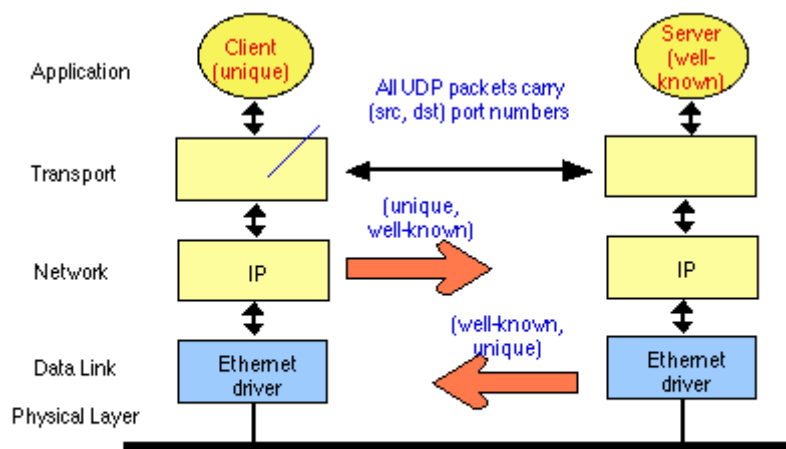 Application
Client
(unique)
Server
(well-
known)
All UDP packets carry
(src, dst) port numbers
Transport
(unique,
well-known)
Network
IP
IP
(well-known,
unique)
Data Link
Ethernet
driver
Ethernet
driver
Physical Layer